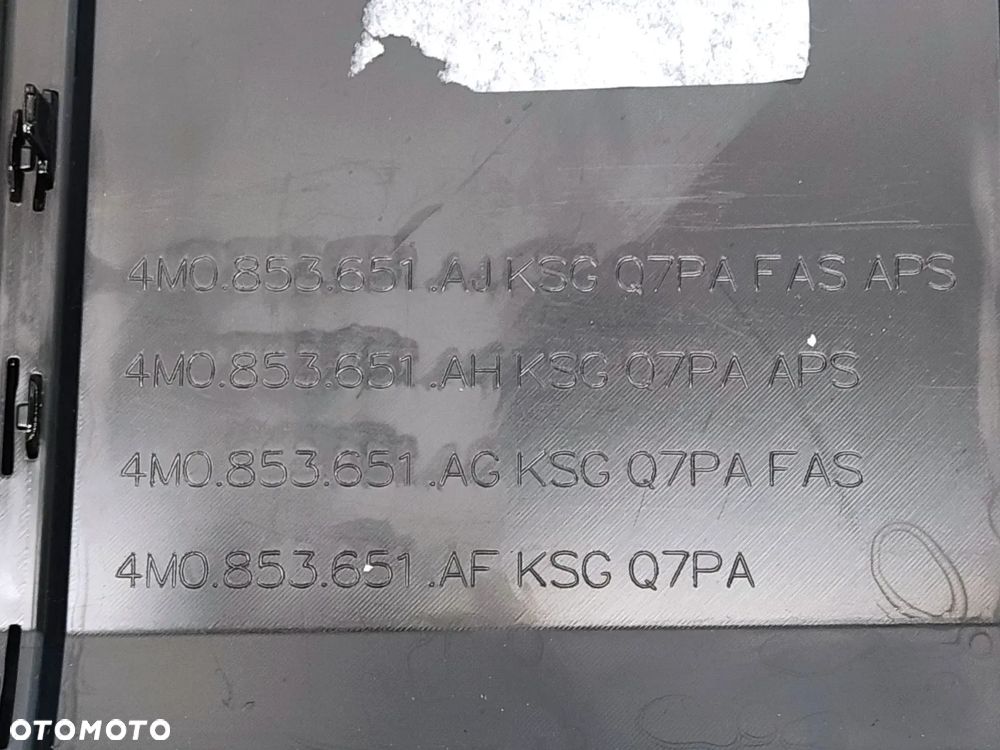 4M0.853.651.AJ KSG Q7PA FAS APS
4M0.853.651.AH KSG Q7PA APS
4M0.853.651.AG KSG Q7PA FAS
4M0.853.651.AF KSG Q7PA
OTOMOTO